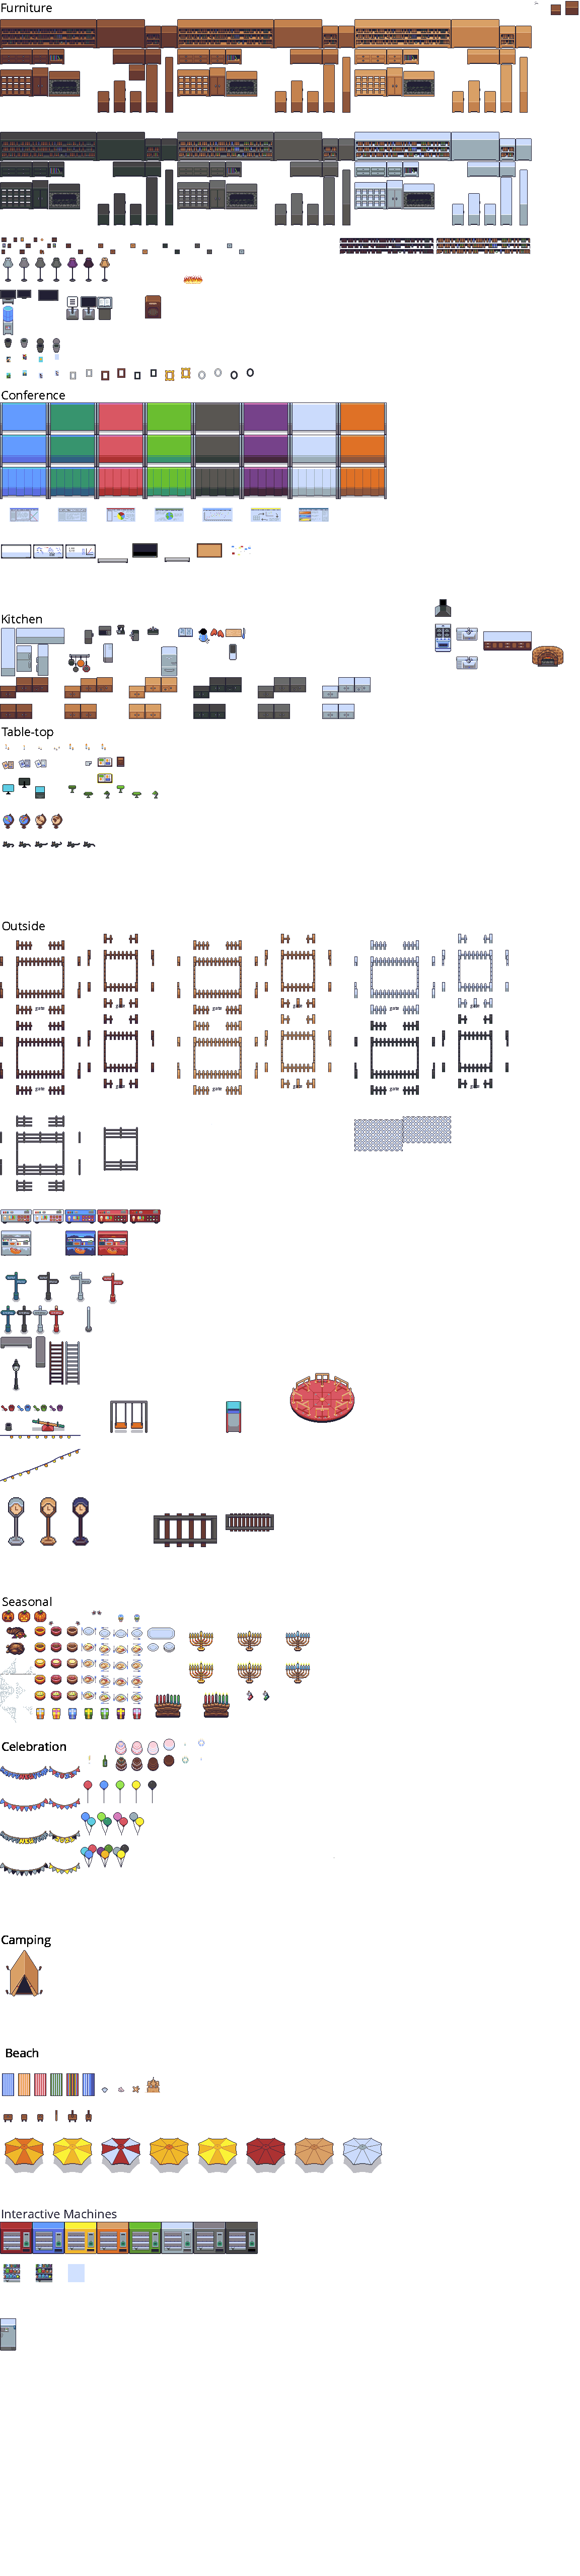 Furniture
Conference
Kitchen
Table-top
Outside
Seasonal
Celebration
Camping
Beach
Interactive Machines